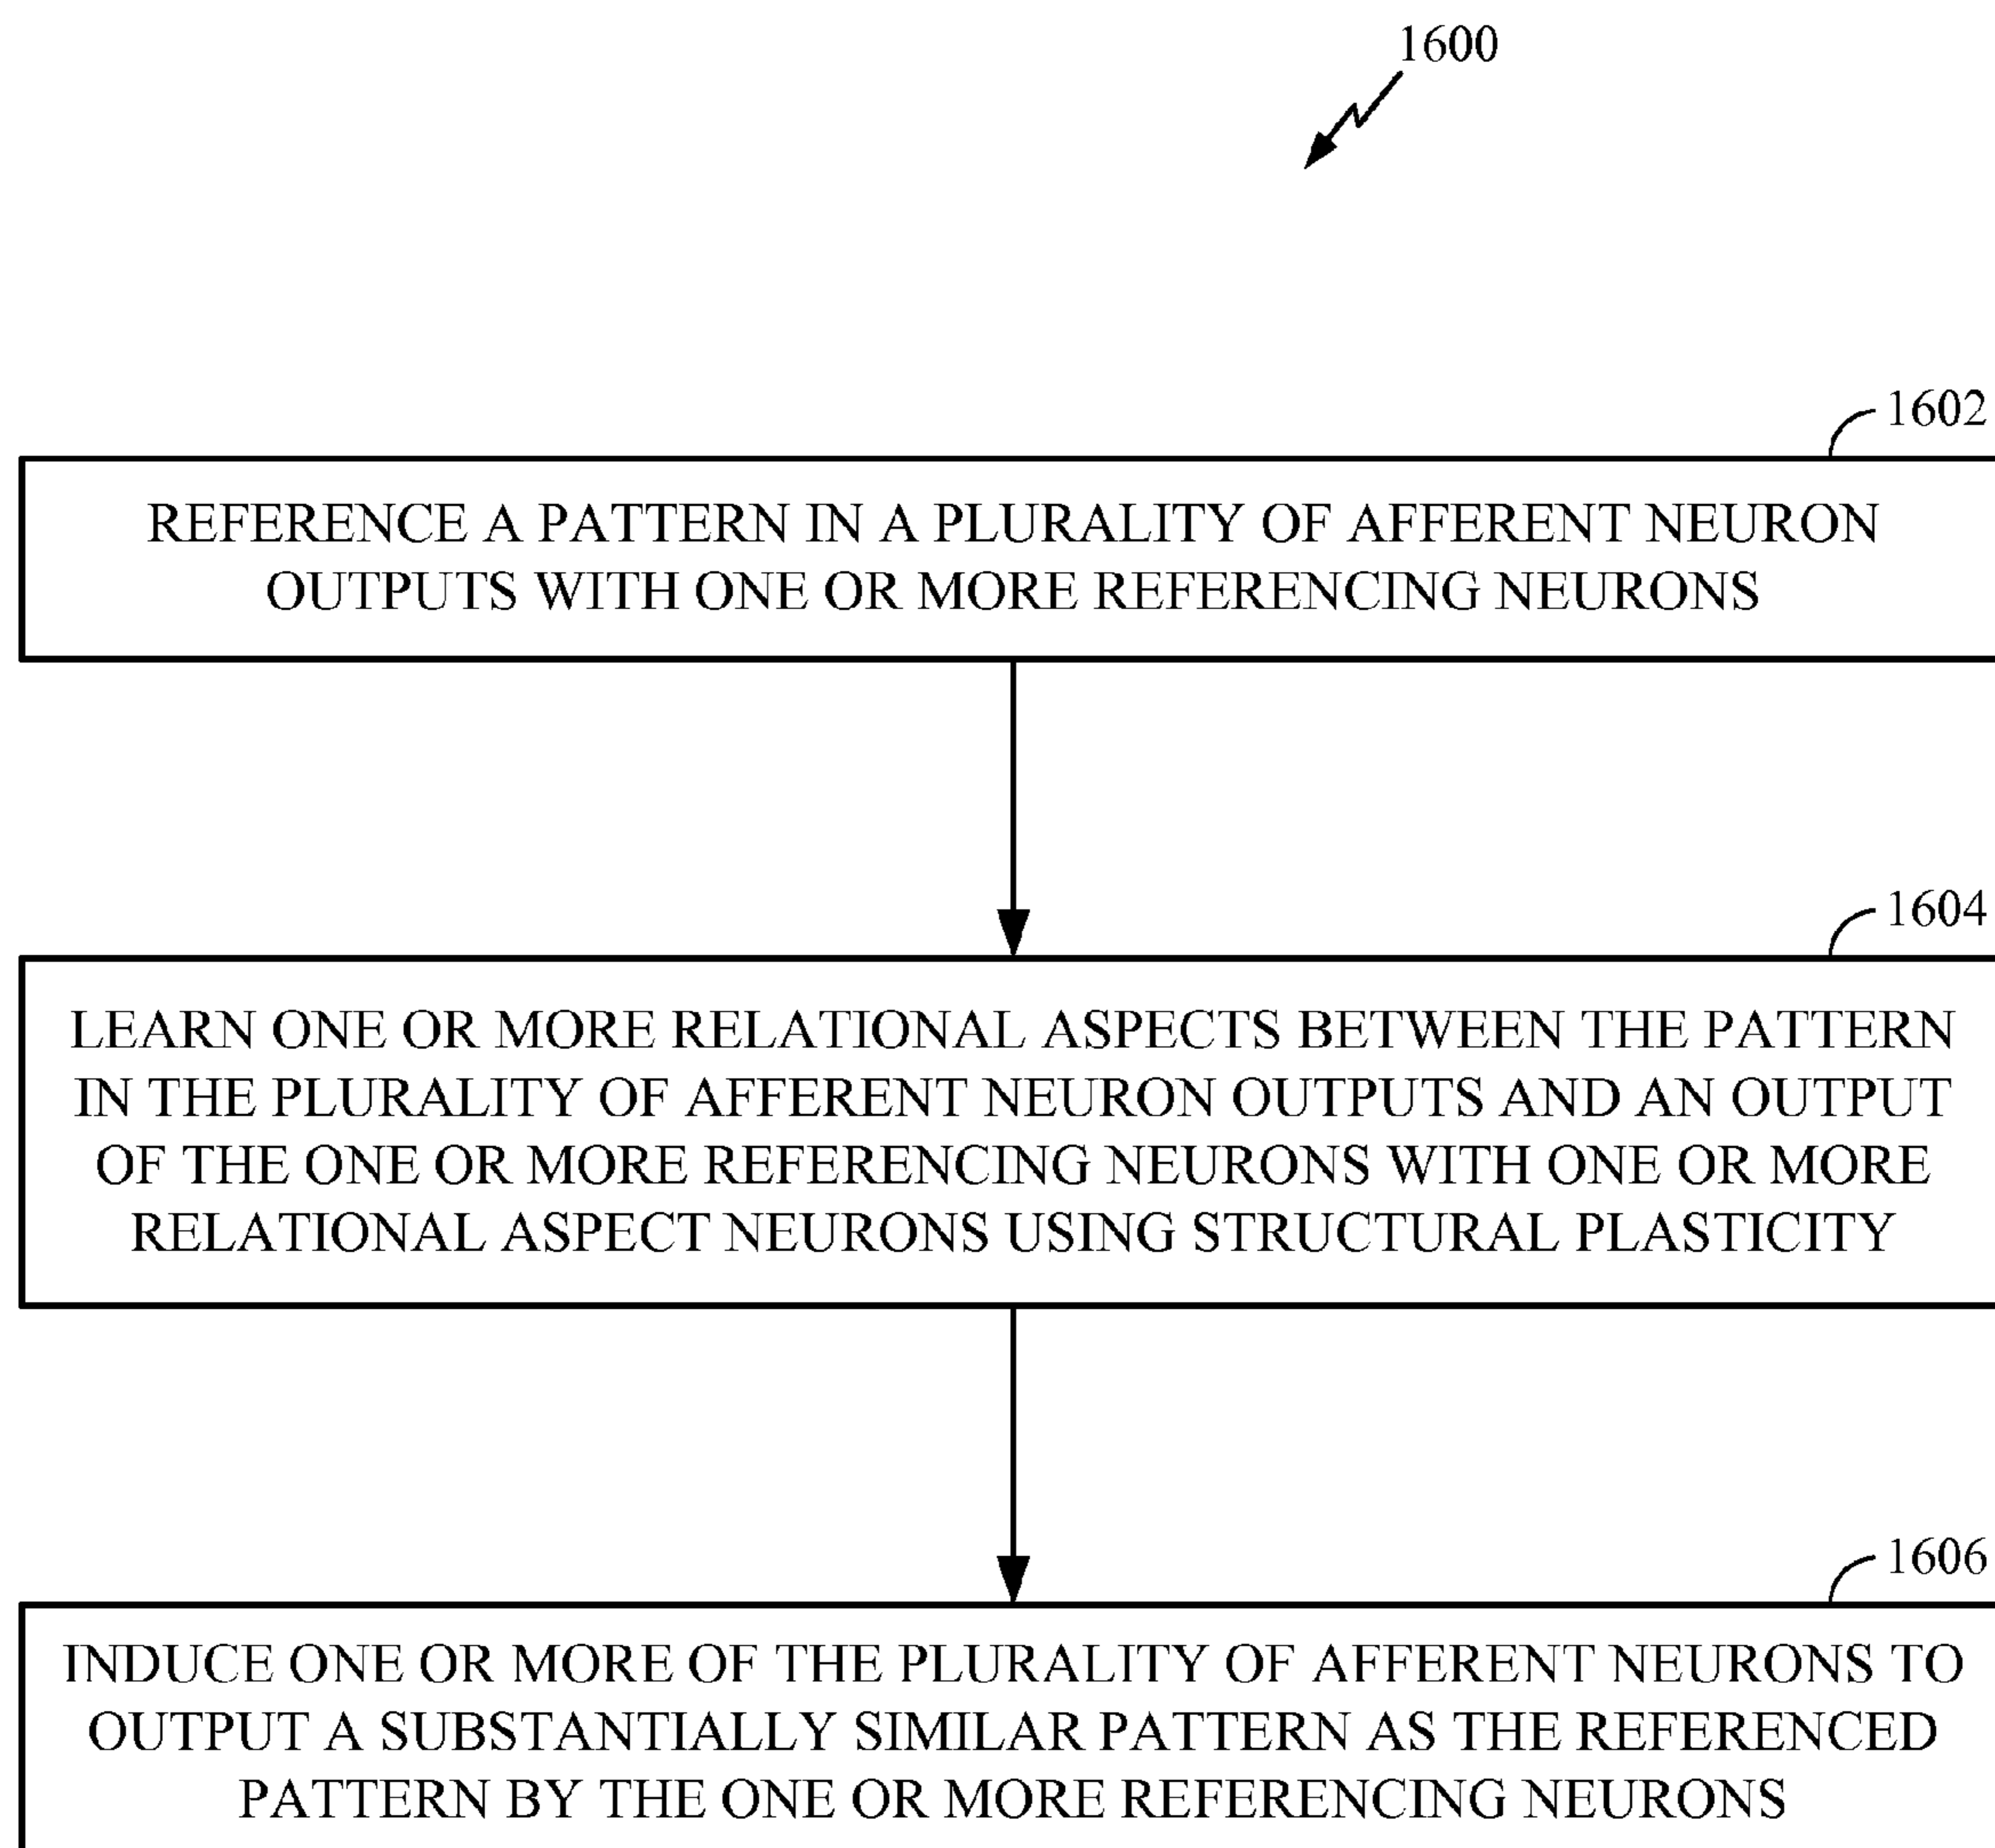 1600
1602
REFERENCE A PATTERN IN A PLURALITY OF AFFERENT NEURON
OUTPUTS WITH ONE OR MORE REFERENCING NEURONS
1604
LEARN ONE OR MORE RELATIONAL ASPECTS BETWEEN THE PATTERN
IN THE PLURALITY OF AFFERENT NEURON OUTPUTS AND AN OUTPUT
OF THE ONE OR MORE REFERENCING NEURONS WITH ONE OR MORE
RELATIONAL ASPECT NEURONS USING STRUCTURAL PLASTICITY
1606
INDUCE ONE OR MORE OF THE PLURALITY OF AFFERENT NEURONS TO
OUTPUT A SUBSTANTIALLY SIMILAR PATTERN AS THE REFERENCED
PATTERN BY THE ONE OR MORE REFERENCING NEURONS